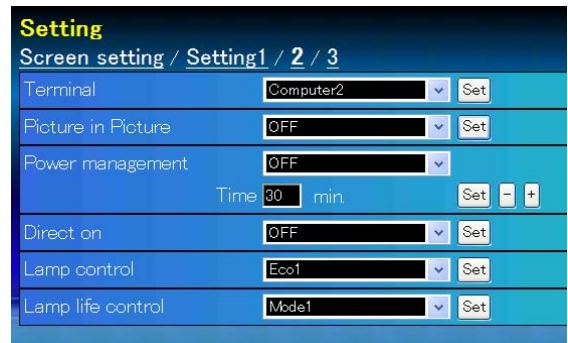 Setting
Screen setting / Setting1 / 2 / 3
Terminal Computer2 Set
Picture in Picture OFF Set
Power management OFF
Time 30 min. Set - +
Direct on OFF Set
Lamp control Eco1 Set
Lamp life control Mode1 Set